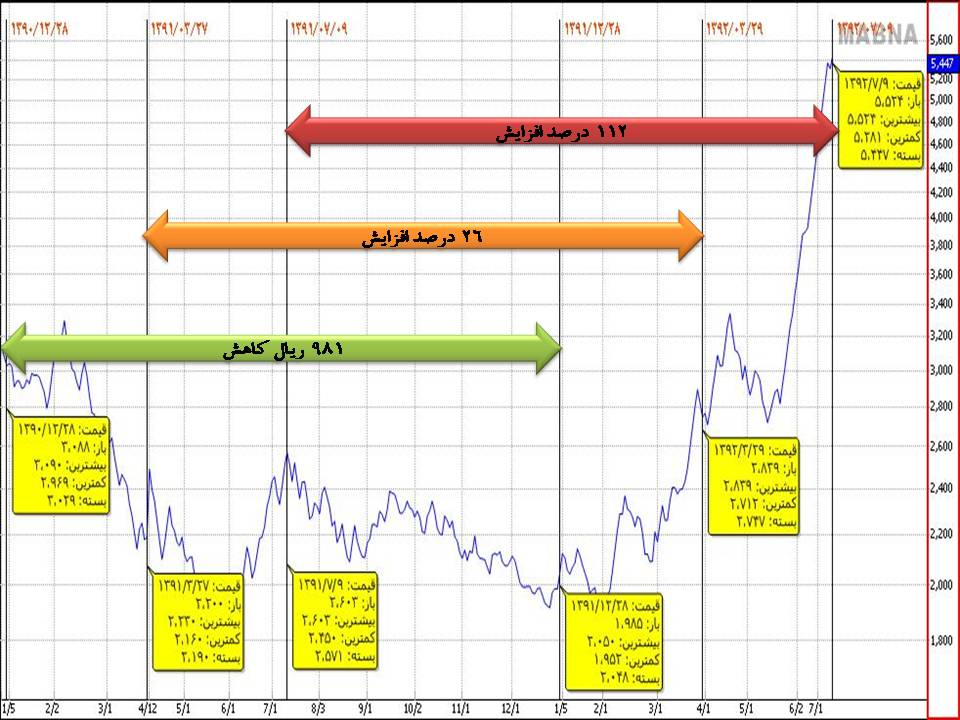 ۱۳۹۰/۱۲/۲۸
۱۳۹۱/۰۳/۲۷
۱۳۹۱/۰۷/۰۹
۱۳۹۱/۱۲/۲۸
۱۳۹۲/۰۳/۲۹
۱۳۹۲/۰۷/۰۹
MABNA
5,600
5,447
5,200
5,000
4,800
4,600
4,400
4,200
4,000
3,800
3,600
3,400
3,200
3,000
2,800
2,600
2,400
2,200
2,000
1,800
قیمت: ۱۳۹۲/۷/۹
باز: ۵،۵۲۴
بیشترین: ۵،۵۲۴
کمترین: ۵،۲۸۱
بسته: ۵،۴۴۷
۱۱۲ درصد افزایش
۲۶ درصد افزایش
۹۸۱ ریال کاهش
قیمت: ۱۳۹۰/۱۲/۲۸
باز: ۳،۰۸۸
بیشترین: ۳،۰۹۰
کمترین: ۲،۹۶۹
بسته: ۳،۰۲۹
قیمت: ۱۳۹۲/۳/۲۹
باز: ۲،۸۳۹
بیشترین: ۲،۸۳۹
کمترین: ۲،۷۱۲
بسته: ۲،۷۴۷
قیمت: ۱۳۹۱/۳/۲۷
باز: ۲،۲۰۰
بیشترین: ۲،۲۳۰
کمترین: ۲،۱۶۰
بسته: ۲،۱۹۰
قیمت: ۱۳۹۱/۷/۹
باز: ۲،۶۰۳
بیشترین: ۲،۶۰۳
کمترین: ۲،۴۵۰
بسته: ۲،۵۷۱
قیمت: ۱۳۹۱/۱۲/۲۸
باز: ۱،۹۸۵
بیشترین: ۲،۰۵۰
کمترین: ۱،۹۵۲
بسته: ۲،۰۴۸
1/5 2/2 3/1 4/12 5/1 6/1 7/1 8/3 9/1 10/2 11/1 12/1 1/5 2/1 3/1 4/1 5/1 6/2 7/1